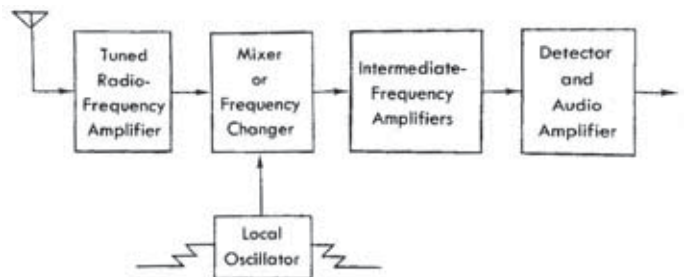 Tuned
Radio-
Frequency
Amplifier
Mixer
or
Frequency
Changer
Intermediate-
Frequency
Amplifiers
Detector
and
Audio
Amplifier
Local
Oscillator